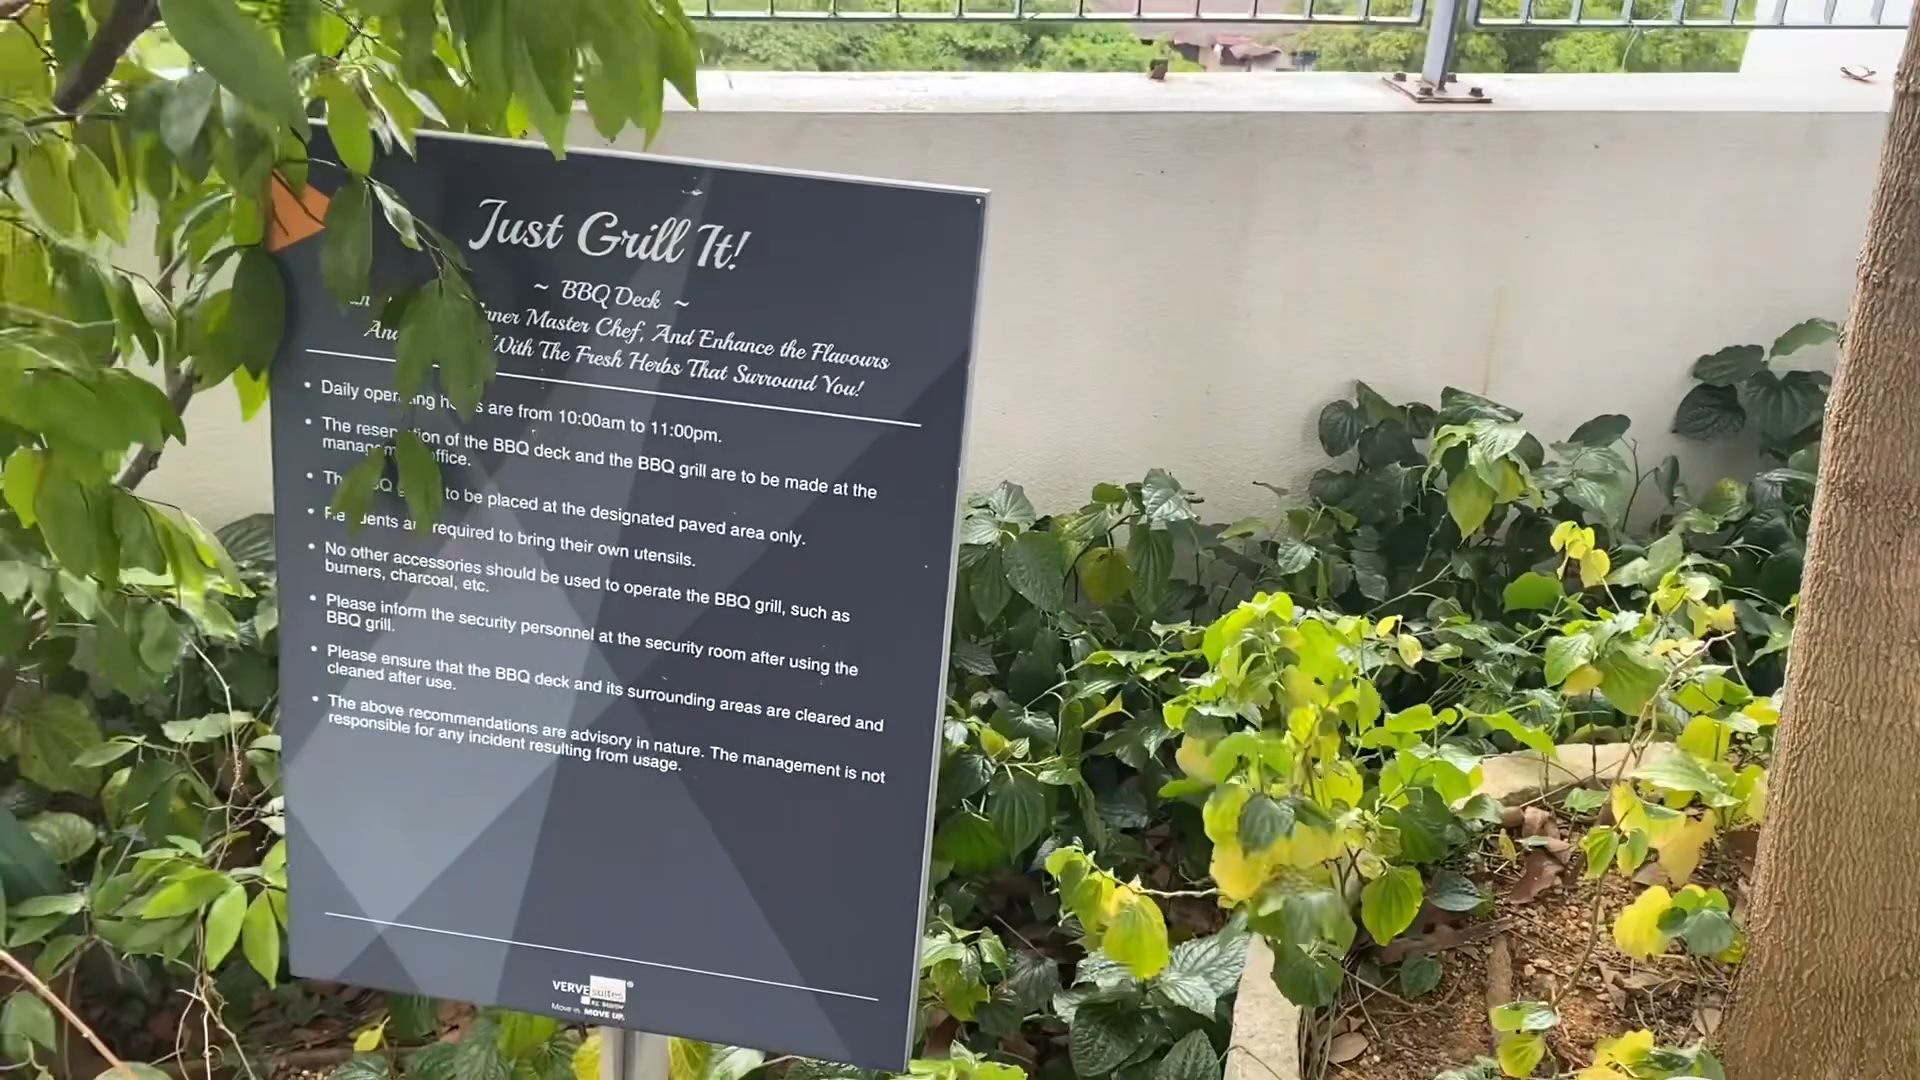 Just Grill It!
~ BBQ Deck ~
Master Chef, And Enhance the Flavours
With The Fresh Herbs That Surround You!
• Daily operating hours are from 10:00am to 11:00pm.
• The reservation of the BBQ deck and the BBQ grill are to be made at the
management office.
• The BBQ to be placed at the designated paved area only.
• Residents are required to bring their own utensils.
• No other accessories should be used to operate the BBQ grill, such as
burners, charcoal, etc.
• Please inform the security personnel at the security room after using the
BBQ grill.
• Please ensure that the BBQ deck and its surrounding areas are cleared and
cleaned after use.
• The above recommendations are advisory in nature. The management is not
responsible for any incident resulting from usage.
VERVE suites®
Move in. MOVE UP.